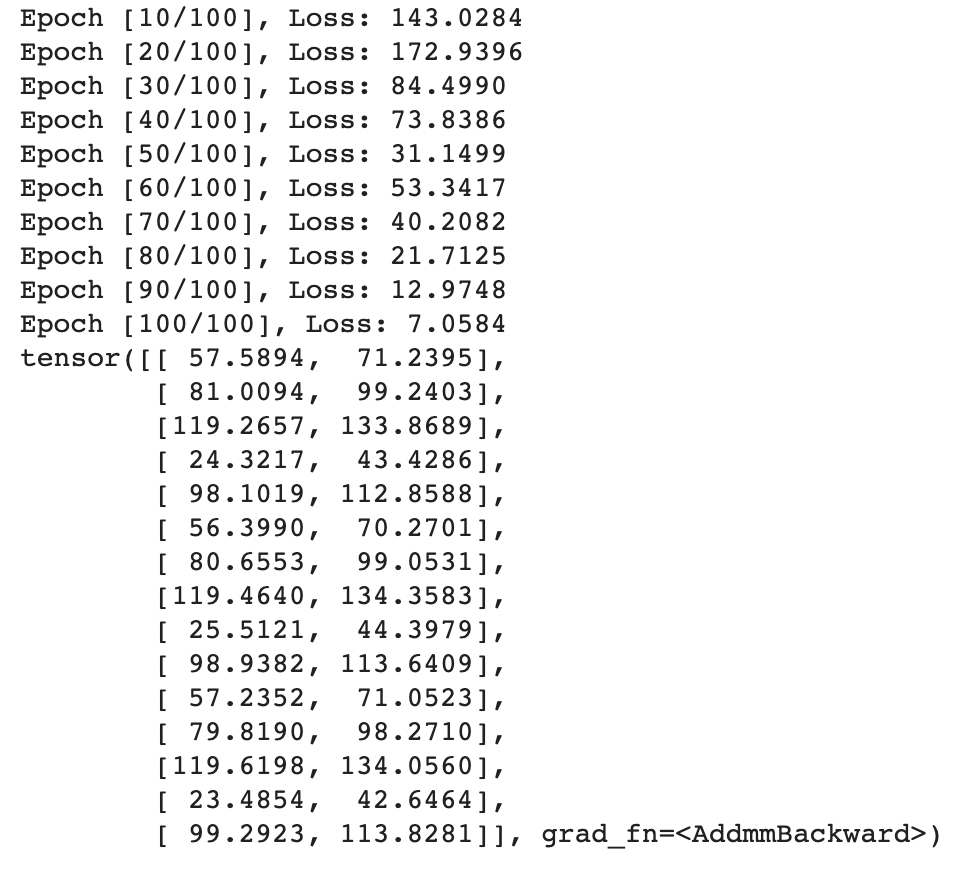 Epoch [10/100], Loss: 143.0284
Epoch [20/100], Loss: 172.9396
Epoch [30/100], Loss: 84.4990
Epoch [40/100], Loss: 73.8386
Epoch [50/100], Loss: 31.1499
Epoch [60/100], Loss: 53.3417
Epoch [70/100], Loss: 40.2082
Epoch [80/100], Loss: 21.7125
Epoch [90/100], Loss: 12.9748
Epoch [100/100], Loss: 7.0584
tensor([[ 57.5894,  71.2395],
        [ 81.0094,  99.2403],
        [119.2657, 133.8689],
        [ 24.3217,  43.4286],
        [ 98.1019, 112.8588],
        [ 56.3990,  70.2701],
        [ 80.6553,  99.0531],
        [119.4640, 134.3583],
        [ 25.5121,  44.3979],
        [ 98.9382, 113.6409],
        [ 57.2352,  71.0523],
        [ 79.8190,  98.2710],
        [119.6198, 134.0560],
        [ 23.4854,  42.6464],
        [ 99.2923, 113.8281]], grad_fn=<AddmmBackward>)